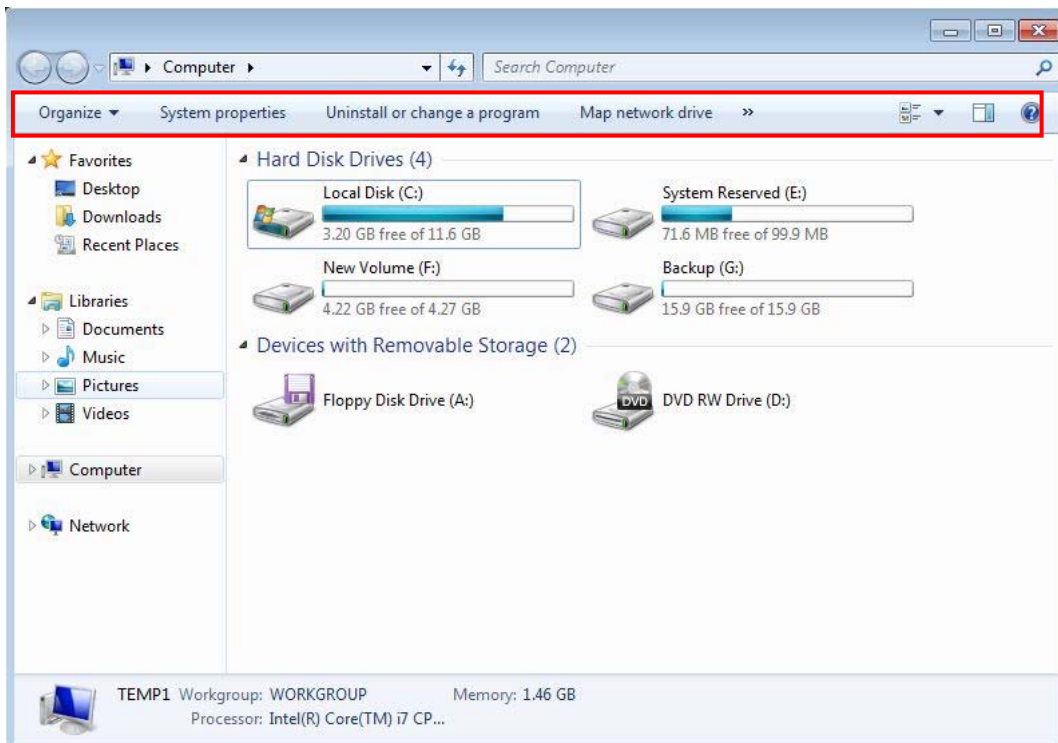 Computer
Search Computer
Organize System properties Uninstall or change a program Map network drive »
Favorites
Desktop
Downloads
Recent Places
Libraries
Documents
Music
Pictures
Videos
Computer
Network
Hard Disk Drives (4)
Local Disk (C:)
3.20 GB free of 11.6 GB
System Reserved (E:)
71.6 MB free of 99.9 MB
New Volume (F:)
4.22 GB free of 4.27 GB
Backup (G:)
15.9 GB free of 15.9 GB
Devices with Removable Storage (2)
Floppy Disk Drive (A:)
DVD
DVD RW Drive (D:)
TEMP1 Workgroup: WORKGROUP Memory: 1.46 GB
Processor: Intel(R) Core(TM) i7 CP...